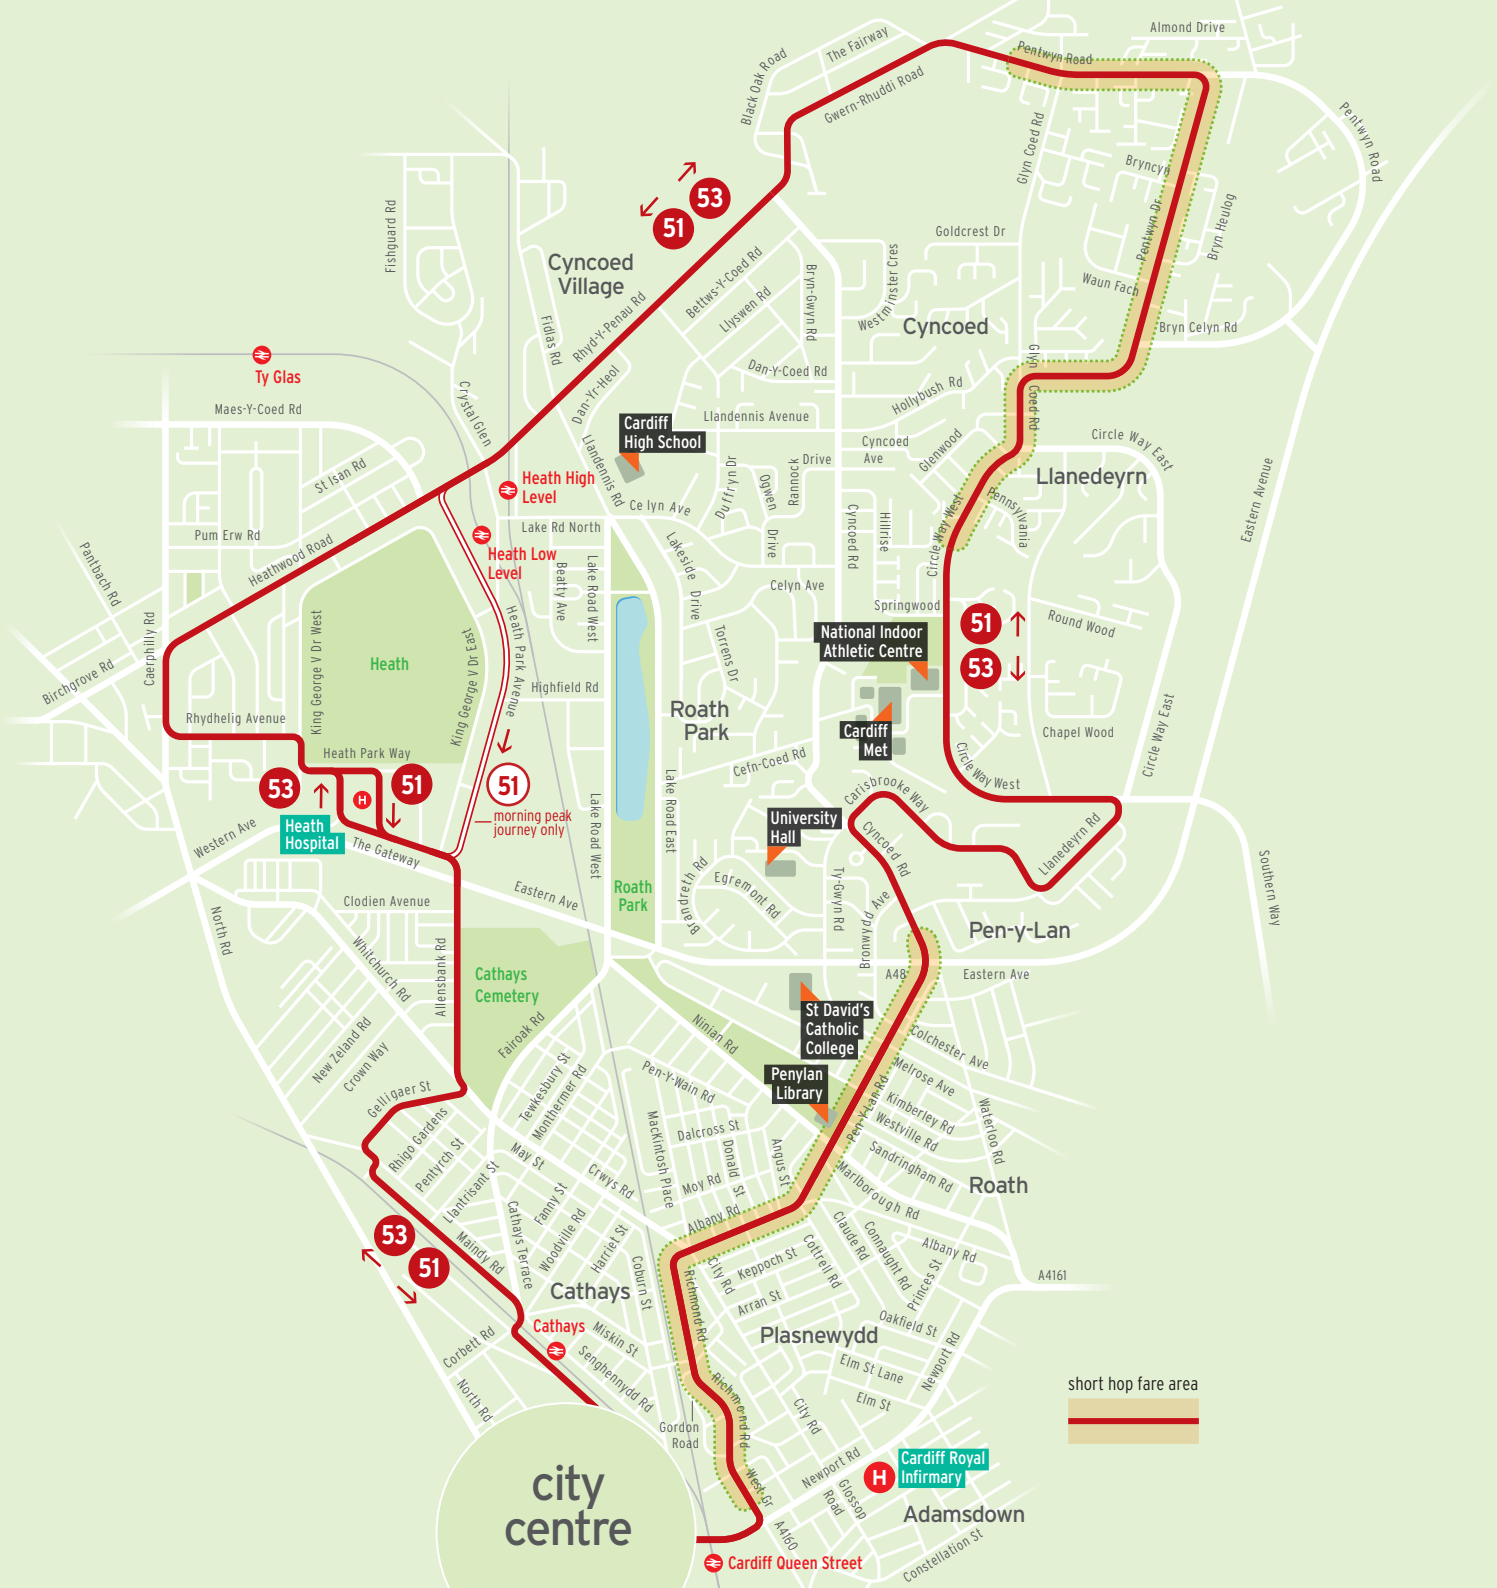 Almond Drive
The Fairway
Pentwyn Road
Black Oak Road
Gwern-Rhuddi Road
Pentwyn Road
Glyn Coed Rd
Bryncyn
Pentwyn Dr
Bryn Heulog
Fishguard Rd
53
51
Goldcrest Dr
Cyncoed
Village
Bettws-Y-Coed Rd
Llyswen Rd
Bryn-Gwyn Rd
Westminster Cres
Waun Fach
Rhyd-Y-Penau Rd
Fidlas Rd
Cyncoed
Bryn Celyn Rd
Ty Glas
Glyn
Coed Rd
Dan-Y-Coed Rd
Dan-Yr-Heol
Hollybush Rd
Maes-Y-Coed Rd
Crystal Glen
Cardiff
High School
Llandennis Avenue
Llandennis Rd
Cyncoed
Ave
Glenwood
Circle Way East
St Isan Rd
Rannock
Drive
Duffryn Dr
Ogwen
Drive
Llanedeyrn
Heath High
Level
Celyn Ave
Pennsylvania
Eastern Avenue
Pum Erw Rd
Lake Rd North
Heath Low
Level
Lakeside Drive
Cyncoed Rd
Hillrise
Circle Way West
Pantbach Rd
Heathwood Road
Beatty Ave
Lake Road West
Celyn Ave
Springwood
Caerphilly Rd
King George V Dr West
Heath
King George V Dr East
Heath Park Avenue
Torrens Dr
National Indoor
Athletic Centre
51
53
Round Wood
Birchgrove Rd
Highfield Rd
Rhydhelig Avenue
Roath
Park
Cardiff
Met
Chapel Wood
Circle Way East
Heath Park Way
Cefn-Coed Rd
Circle Way West
53
H
51
51
morning peak
journey only
Carisbrooke Way
Heath
Hospital
Western Ave
The Gateway
Lake Road West
Lake Road East
University
Hall
Cyncoed Rd
Llanedeyrn Rd
Southern Way
Eastern Ave
Roath
Park
Brandreth Rd
Egremont Rd
Ty-Gwyn Rd
Bronwydd Ave
Clodien Avenue
North Rd
Whitchurch Rd
Allensbank Rd
Pen-y-Lan
Cathays
Cemetery
A48
Eastern Ave
St David's
Catholic
College
Fairoak Rd
Ninian Rd
Colchester Ave
New Zeland Rd
Crown Way
Pen-Y-Wain Rd
Penylan
Library
Melrose Ave
Gelligaer St
Tewkesbury St
Monthermer Rd
Pen-Y-Lan Rd
Kimberley Rd
Westville Rd
Waterloo Rd
Rhigo Gardens
Pentyrch St
May St
MacKintosh Place
Dalcross St
Donald St
Angus St
Sandringham Rd
Marlborough Rd
Roath
Llantrisant St
Crwys Rd
Moy Rd
Fanny St
Albany Rd
Cathays Terrace
Woodville Rd
Claude Rd
Connaught Rd
Albany Rd
53
51
Maindy Rd
Harriet St
Coburn St
City Rd
Keppoch St
Cottrell Rd
Princes St
A4161
Cathays
Richmond Rd
Arran St
Oakfield St
Cathays
Plasnewydd
Corbett Rd
Miskin St
Senghennydd Rd
Elm St Lane
Newport Rd
North Rd
Richmond Rd
Elm St
short hop fare area
Gordon
Road
City Rd
Newport Rd
H
Cardiff Royal
Infirmary
city
centre
West Gr
Glossop
Road
Adamsdown
A4160
Constellation St
Cardiff Queen Street